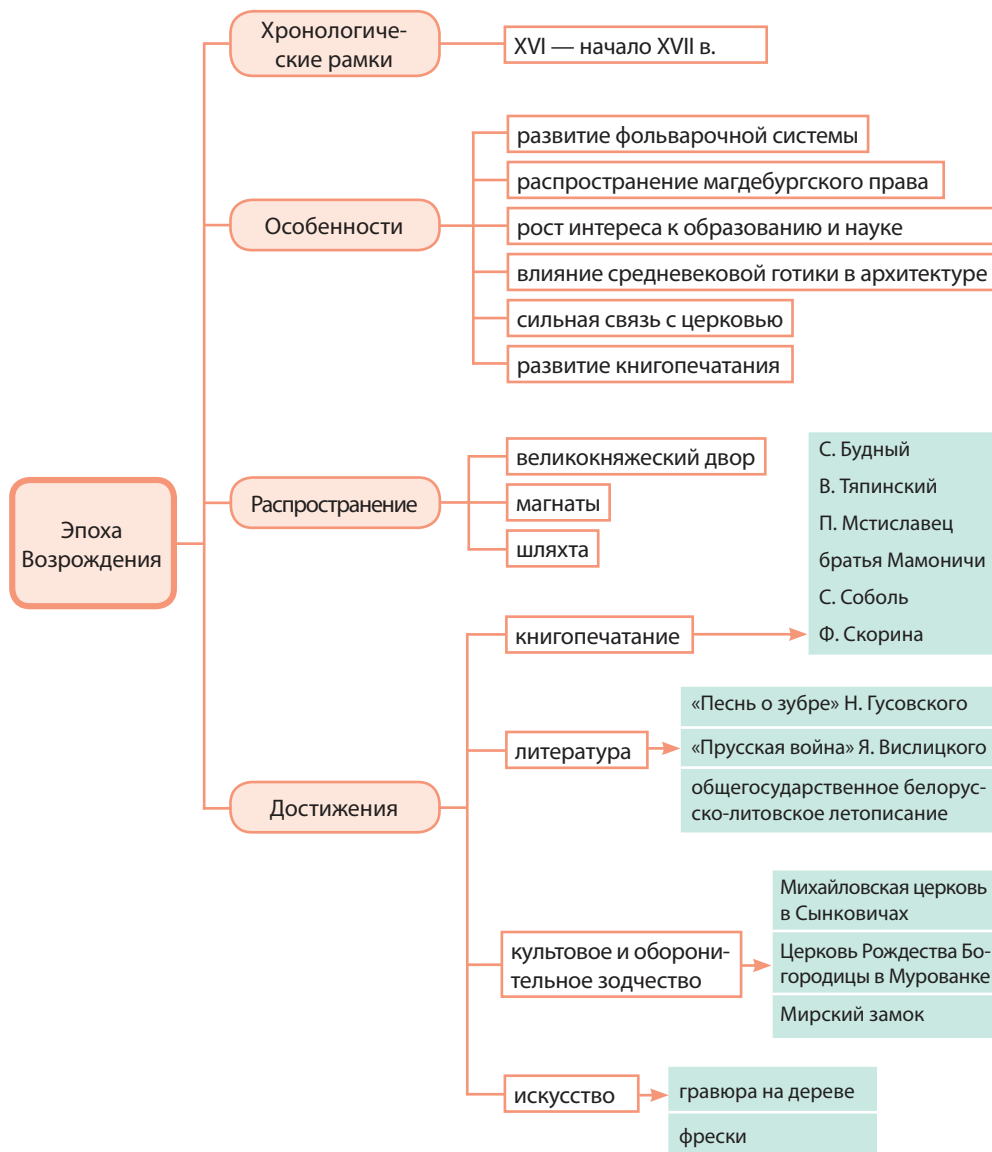 Хронологиче-
ские рамки
XVI — начало XVII в.
Особенности
развитие фольварочной системы
распространение магдебургского права
рост интереса к образованию и науке
влияние средневековой готики в архитектуре
сильная связь с церковью
развитие книгопечатания
Эпоха
Возрождения
Распространение
великокняжеский двор
магнаты
шляхта
Достижения
книгопечатание
С. Будный
В. Тяпинский
П. Мстиславец
братья Мамоничи
С. Соболь
Ф. Скорина
литература
«Песнь о зубре» Н. Гусовского
«Прусская война» Я. Вислицкого
общегосударственное белорус-
ско-литовское летописание
культовое и оборони-
тельное зодчество
Михайловская церковь
в Сынковичах
Церковь Рождества Бо-
городицы в Мурованке
Мирский замок
искусство
гравюра на дереве
фрески